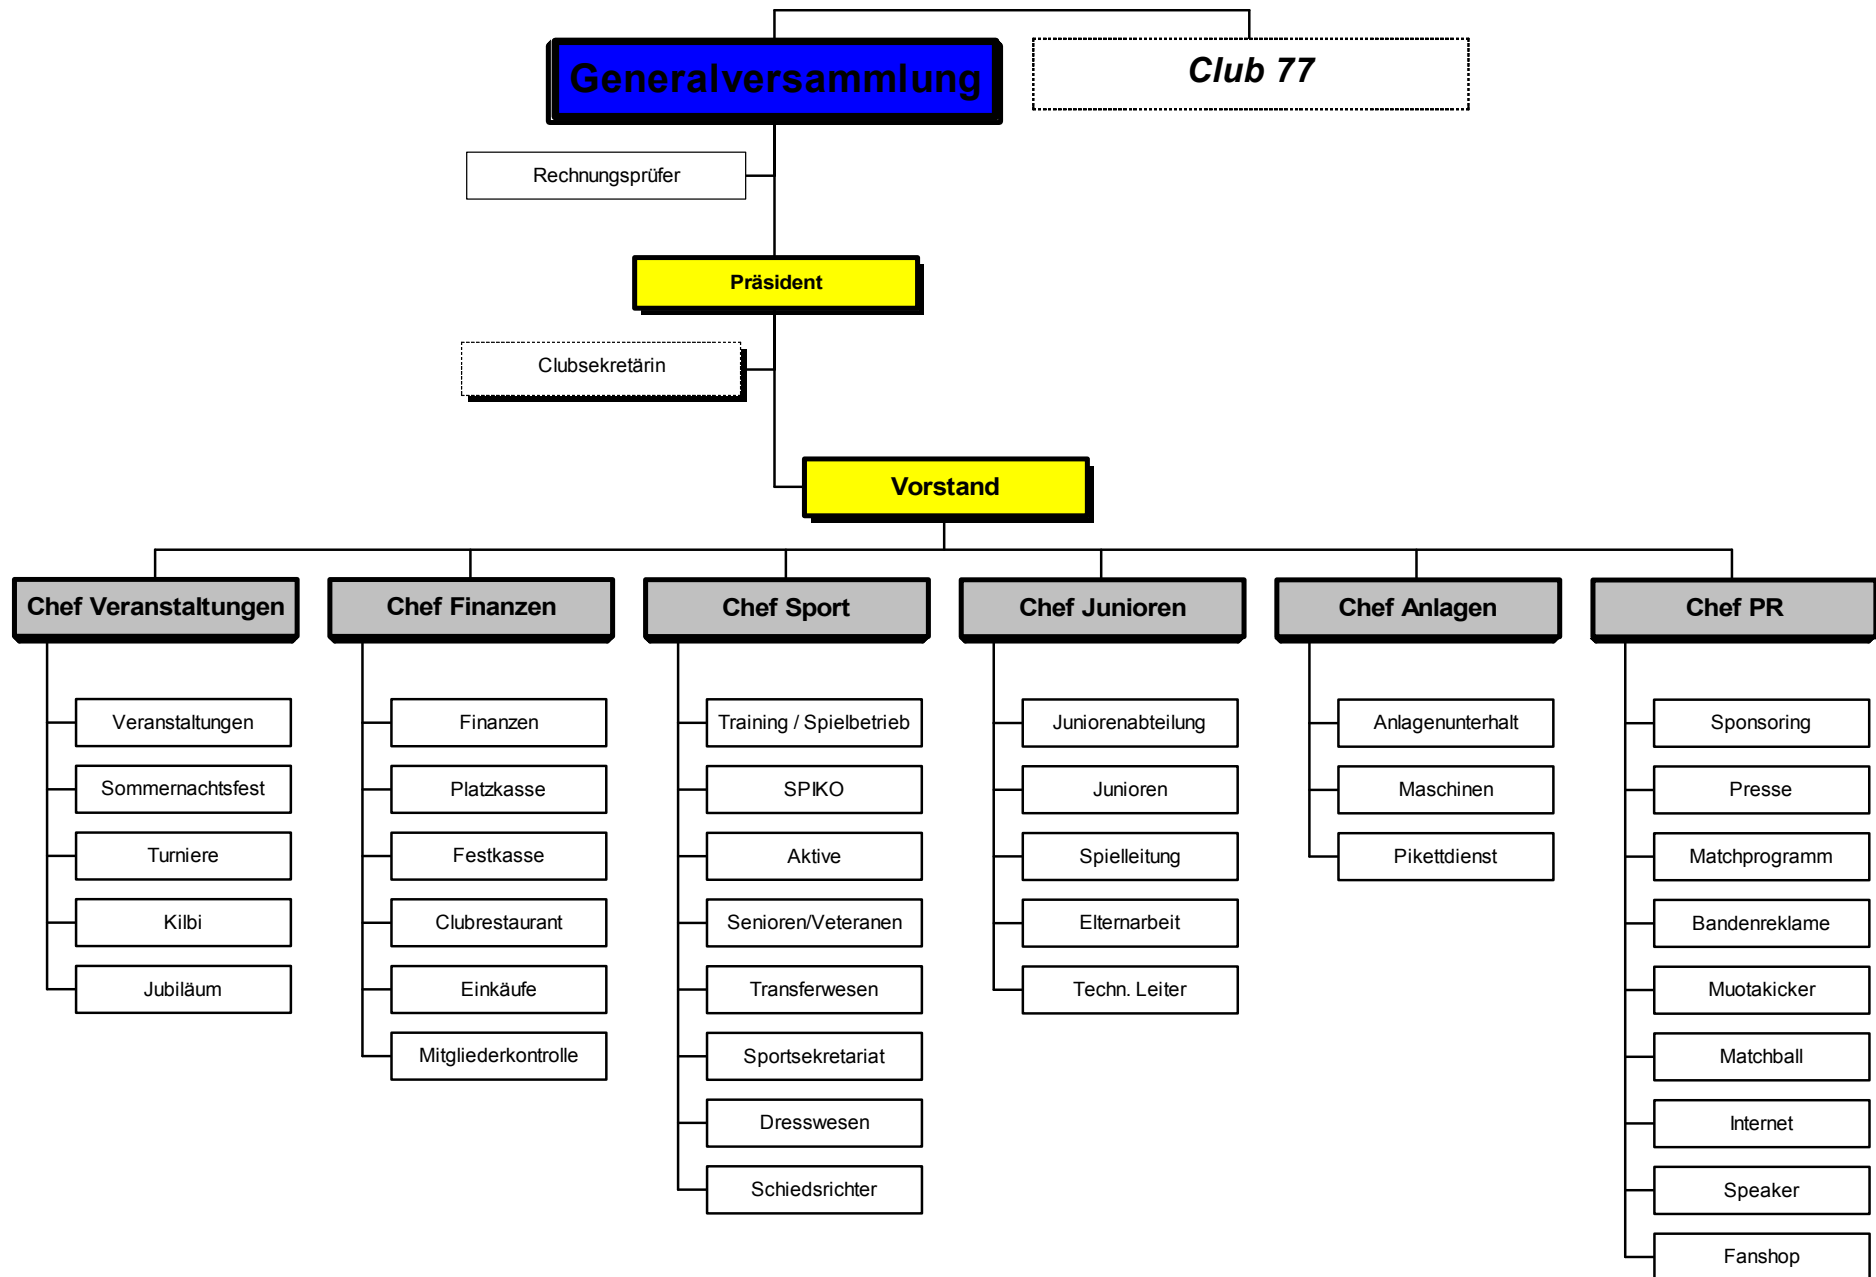 Generalversammlung
Club 77
Rechnungsprüfer
Präsident
Clubsekretärin
Vorstand
Chef Veranstaltungen
Veranstaltungen
Sommernachtsfest
Turniere
Kilbi
Jubiläum
Chef Finanzen
Finanzen
Platzkasse
Festkasse
Clubrestaurant
Einkäufe
Mitgliederkontrolle
Chef Sport
Training / Spielbetrieb
SPIKO
Aktive
Senioren/Veteranen
Transferwesen
Sportsekretariat
Dresswesen
Schiedsrichter
Chef Junioren
Juniorenabteilung
Junioren
Spielleitung
Elternarbeit
Techn. Leiter
Chef Anlagen
Anlagenunterhalt
Maschinen
Pikettdienst
Chef PR
Sponsoring
Presse
Matchprogramm
Bandenreklame
Muotakicker
Matchball
Internet
Speaker
Fanshop